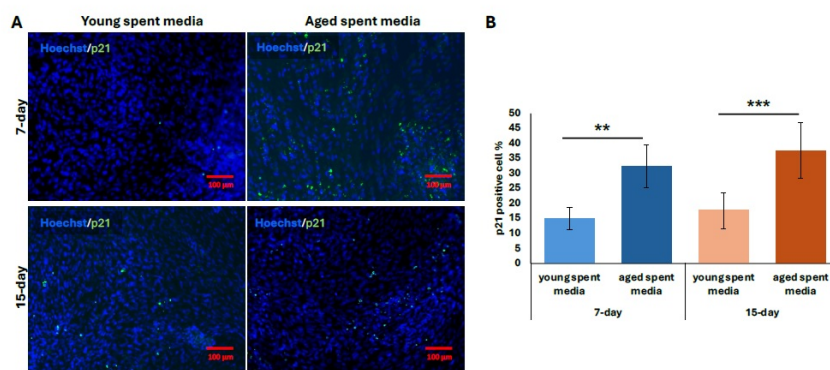 A
Young spent media
Aged spent media
7-day
Hoechst/p21
100 µm
Hoechst/p21
100 µm
15-day
Hoechst/p21
100 µm
Hoechst/p21
100 µm
B
p21 positive cell %
50
45
40
35
30
25
20
15
10
5
0
**
***
young spent
media
aged spent
media
young spent
media
aged spent
media
7-day
15-day